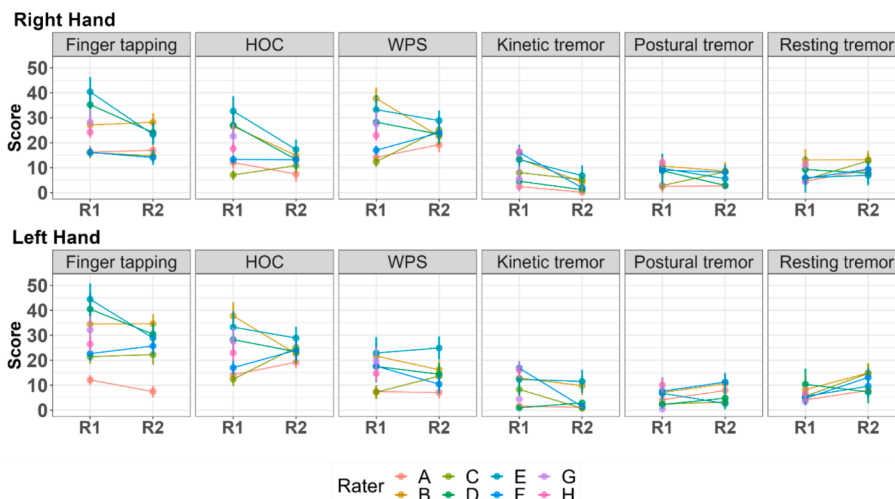 Right Hand
Finger tapping HOC WPS Kinetic tremor Postural tremor Resting tremor
50
40
30
20
10
0
Score
R1 R2 R1 R2 R1 R2 R1 R2 R1 R2 R1 R2
Left Hand
Finger tapping HOC WPS Kinetic tremor Postural tremor Resting tremor
50
40
30
20
10
0
Score
R1 R2 R1 R2 R1 R2 R1 R2 R1 R2 R1 R2
Rater A C E G
B D F H